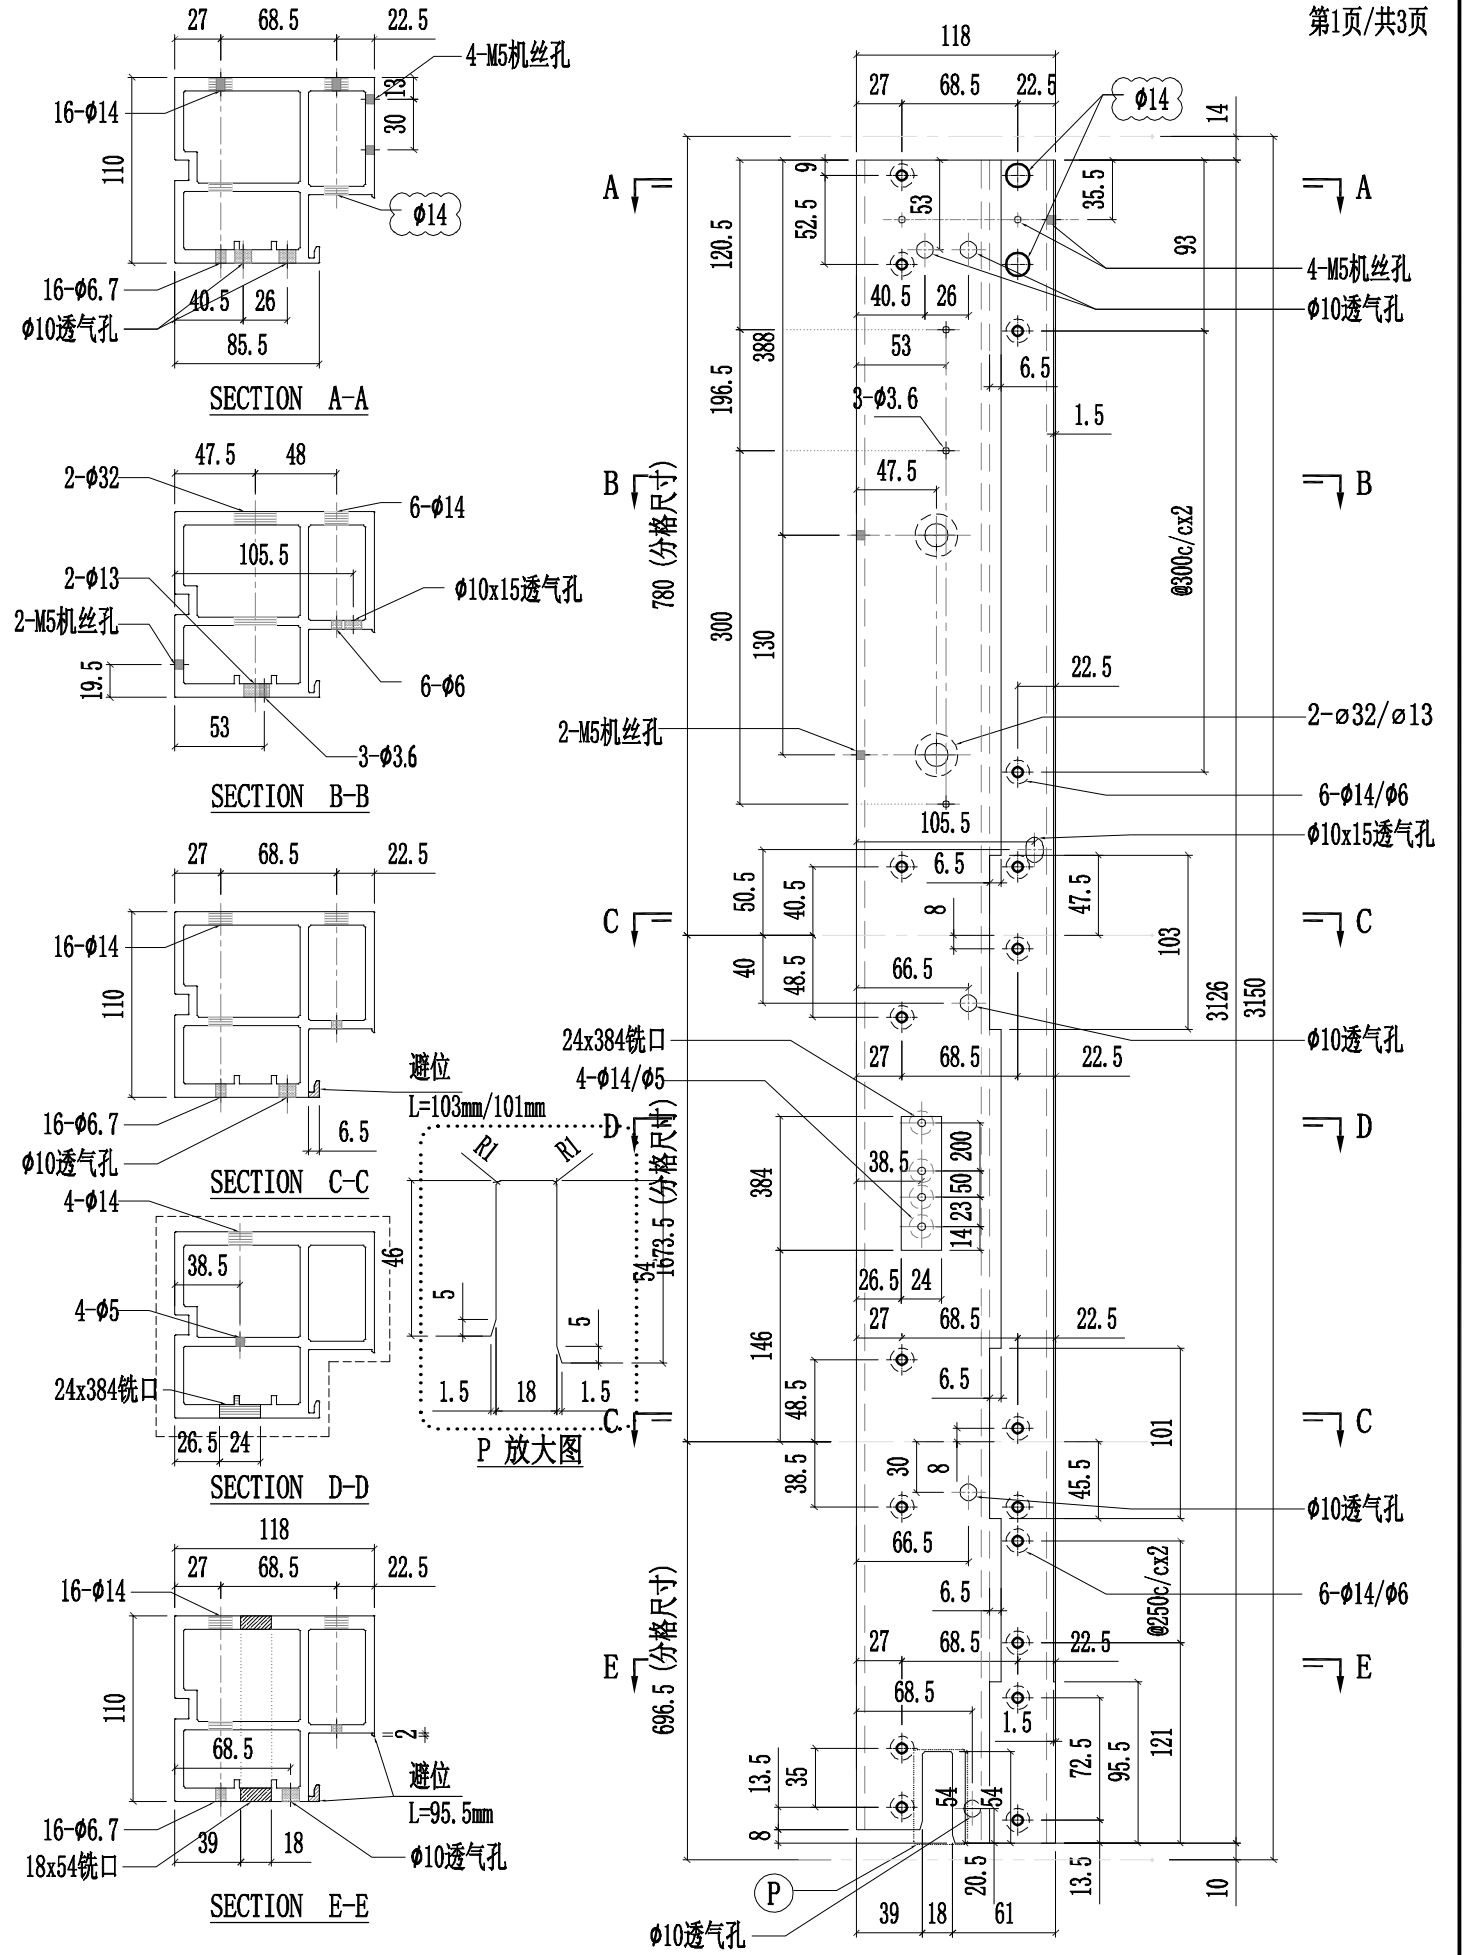 第1页/共3页
27
68.5
22.5
4-M5机丝孔
13
30
16-ϕ14
110
ϕ14
16-ϕ6.7
40.5
26
ϕ10透气孔
85.5
SECTION A-A
47.5
48
2-ϕ32
6-ϕ14
105.5
2-ϕ13
ϕ10x15透气孔
2-M5机丝孔
19.5
6-ϕ6
53
3-ϕ3.6
SECTION B-B
27
68.5
22.5
16-ϕ14
110
避位
L=103mm/101mm
16-ϕ6.7
6.5
ϕ10透气孔
SECTION C-C
4-ϕ14
38.5
4-ϕ5
24x384铣口
26.5
24
SECTION D-D
R1
R1
46
54
5
5
1.5
18
1.5
P 放大图
118
27
68.5
22.5
16-ϕ14
110
2
68.5
避位
L=95.5mm
16-ϕ6.7
39
18
18x54铣口
ϕ10透气孔
SECTION E-E
118
27
68.5
22.5
ϕ14
14
A
A
9
53
35.5
52.5
120.5
93
4-M5机丝孔
40.5
26
ϕ10透气孔
388
53
6.5
196.5
3-ϕ3.6
1.5
B
B
47.5
780 (分格尺寸)
@300c/cx2
300
130
22.5
2-M5机丝孔
2-⌀32/⌀13
6-ϕ14/ϕ6
105.5
ϕ10x15透气孔
6.5
50.5
40.5
8
47.5
C
C
103
40
48.5
66.5
3126
3150
24x384铣口
ϕ10透气孔
27
68.5
22.5
4-ϕ14/ϕ5
D
D
1673.5 (分格尺寸)
384
38.5
200
50
23
14
26.5
24
27
68.5
22.5
146
6.5
48.5
C
C
101
38.5
30
8
45.5
ϕ10透气孔
66.5
@250c/cx2
6.5
6-ϕ14/ϕ6
696.5 (分格尺寸)
27
68.5
22.5
E
E
68.5
1.5
13.5
35
54
54
72.5
95.5
121
8
20.5
13.5
10
P
39
18
61
ϕ10透气孔